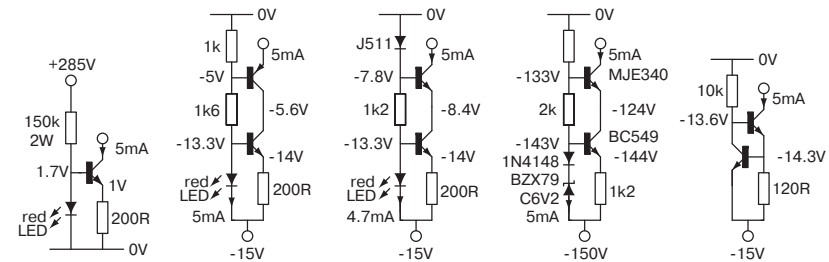 +285V
150k
2W
5mA
1.7V
1V
red
LED
200R
0V
0V
1k
5mA
-5V
1k6
-5.6V
-13.3V
-14V
red
LED
200R
5mA
-15V
0V
J511
5mA
-7.8V
1k2
-8.4V
-13.3V
-14V
red
LED
200R
4.7mA
-15V
0V
5mA
-133V
MJE340
2k
-124V
-143V
BC549
1N4148
-144V
BZX79
C6V2
1k2
5mA
-150V
0V
10k
5mA
-13.6V
-14.3V
120R
-15V